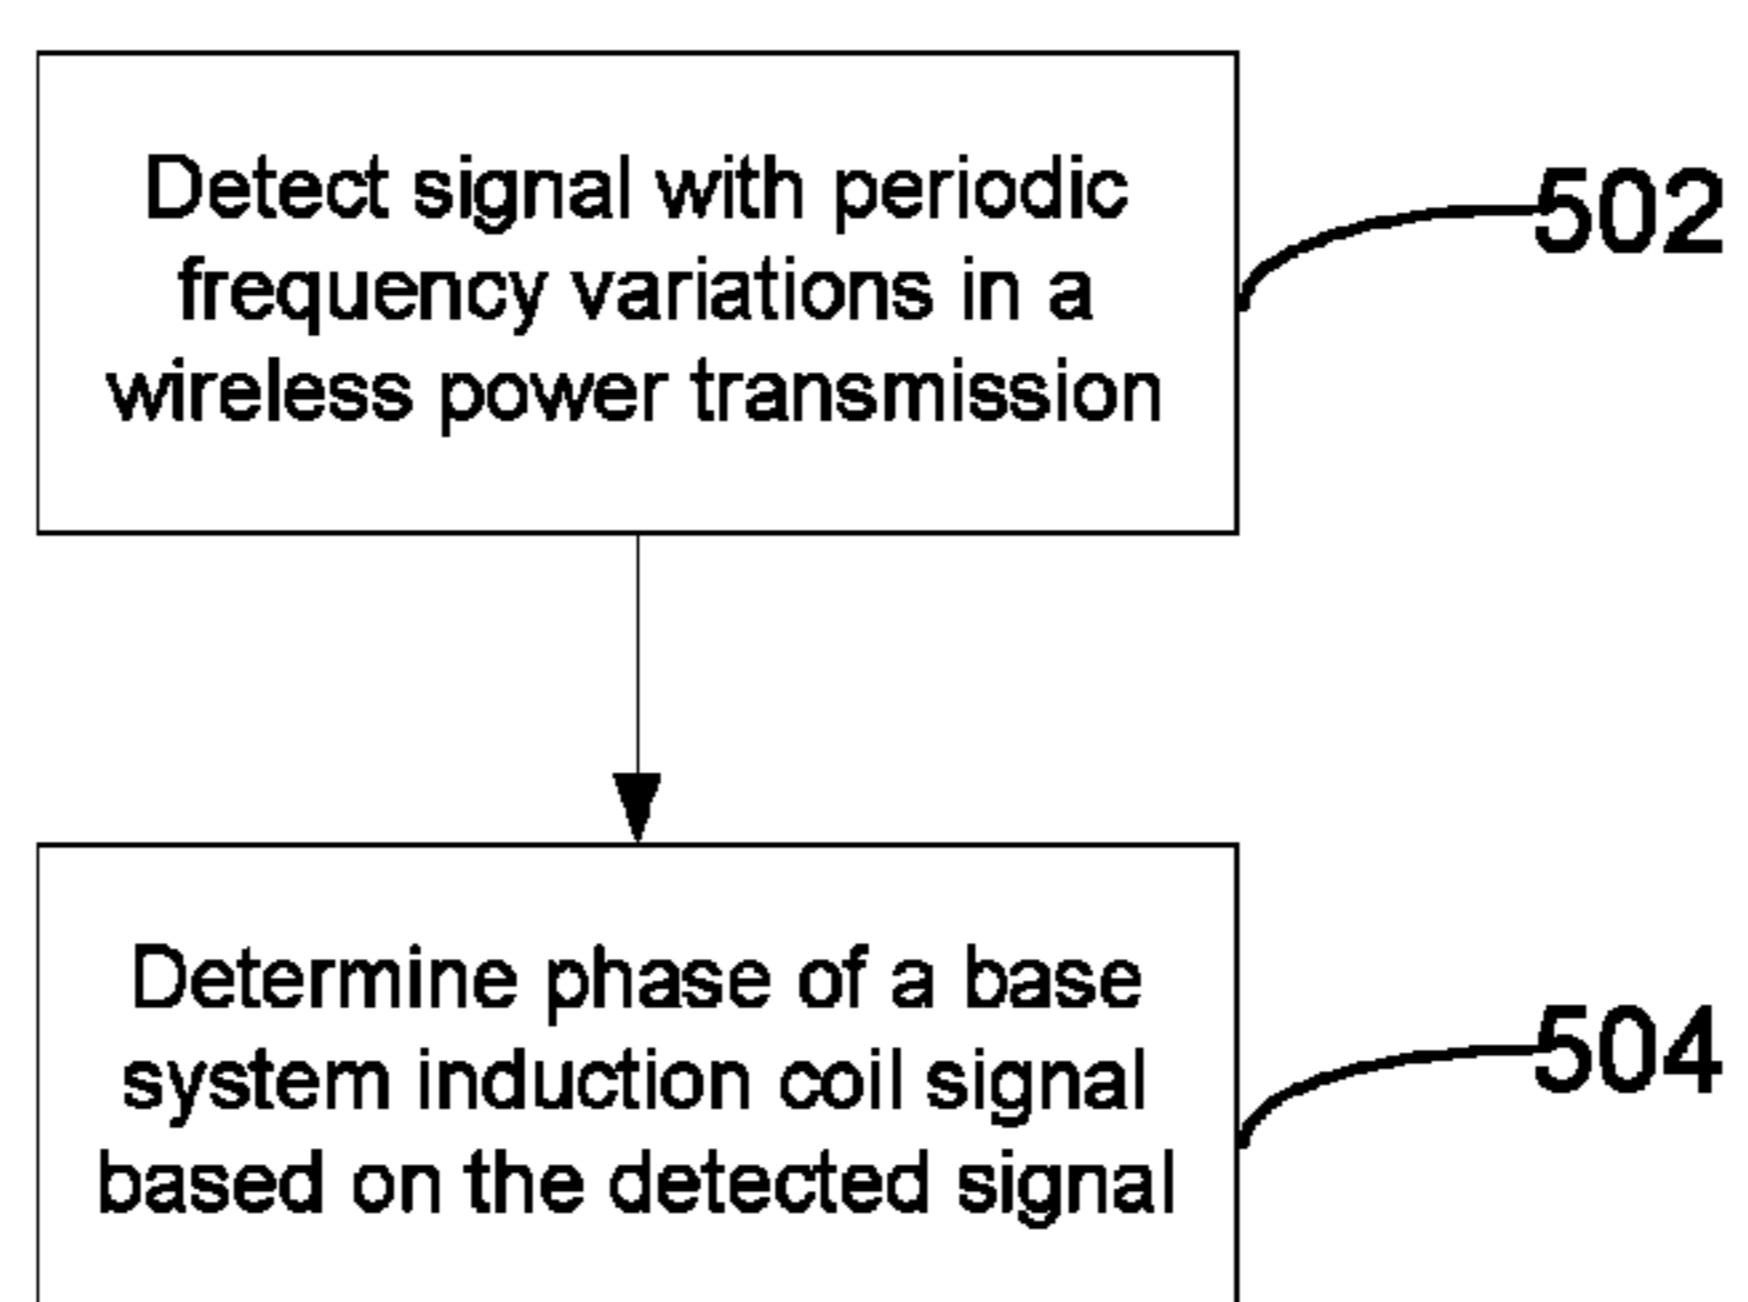 Detect signal with periodic
frequency variations in a
wireless power transmission
502
Determine phase of a base
system induction coil signal
based on the detected signal
504